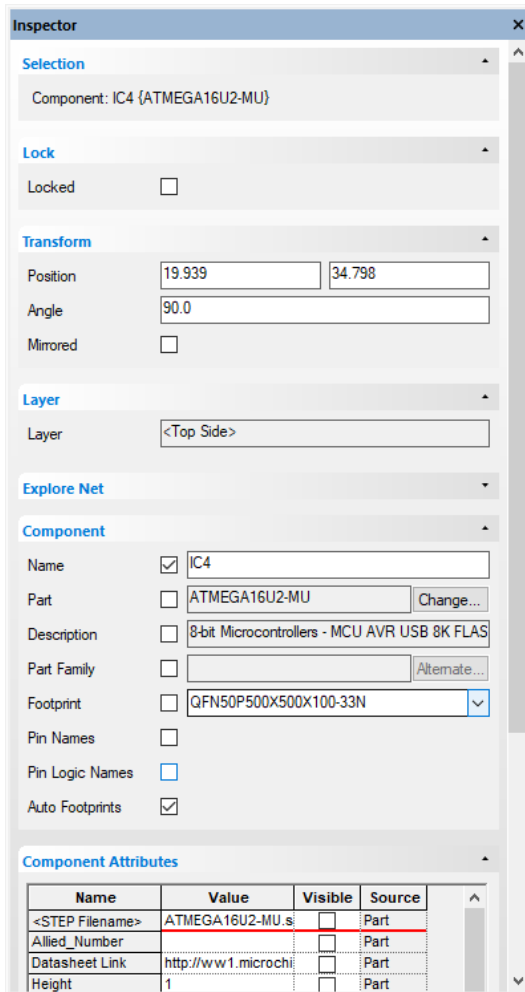 Inspector
Selection
Component: IC4 {ATMEGA16U2-MU}
Lock
Locked
Transform
Position 19.939 34.798
Angle 90.0
Mirrored
Layer
Layer <Top Side>
Explore Net
Component
Name IC4
Part ATMEGA16U2-MU Change...
Description 8-bit Microcontrollers - MCU AVR USB 8K FLAS
Part Family Alternate...
Footprint QFN50P500X500X100-33N
Pin Names
Pin Logic Names
Auto Footprints
Component Attributes
Name Value Visible Source
<STEP Filename> ATMEGA16U2-MU.s Part
Allied_Number Part
Datasheet Link http://ww1.microchi Part
Height 1 Part